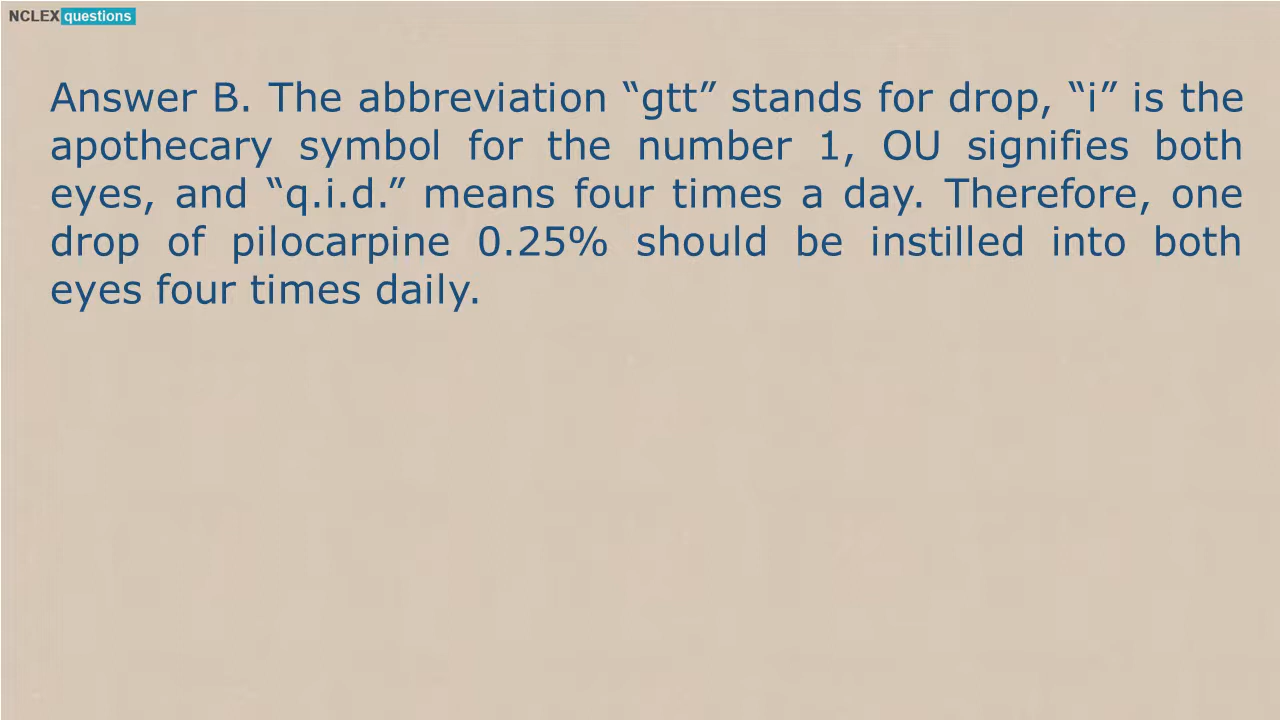 NCLEX questions
Answer B. The abbreviation “gtt” stands for drop, “i” is the
apothecary symbol for the number 1, OU signifies both
eyes, and “q.i.d.” means four times a day. Therefore, one
drop of pilocarpine 0.25% should be instilled into both
eyes four times daily.